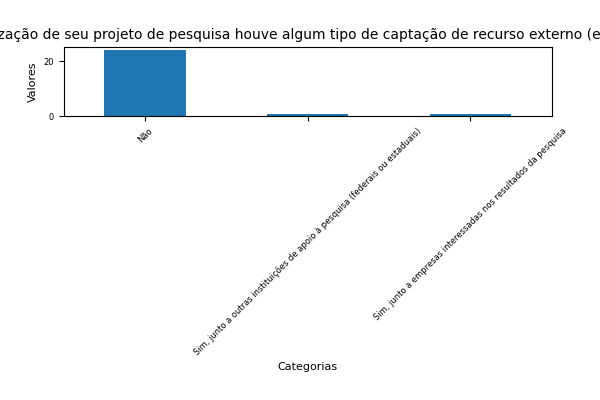 zação de seu projeto de pesquisa houve algum tipo de captação de recurso externo (e
Valores
20
0
Não
Sim, junto a outras instituições de apoio à pesquisa (federais ou estaduais)
Sim, junto a empresas interessadas nos resultados da pesquisa
Categorias